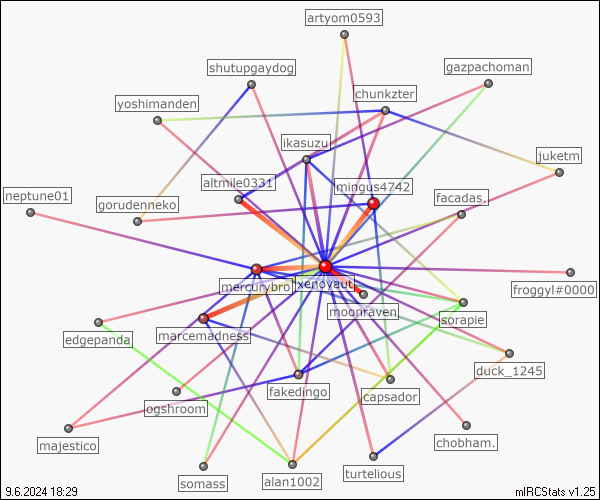 artyom0593
shutupgaydog
gazpachoman
chunkzter
yoshimanden
ikasuzu
juketm
altmile0331
mingus4742
neptune01
gorudenneko
facadas.
mercurybro
xenoyaut
froggyl#0000
moonraven
sorapie
edgepanda
marcemadness
duck_1245
fakedingo
capsador
ogshroom
majestico
chobham.
somass
alan1002
turtelious
9.6.2024 18:29
mIRCStats v1.25